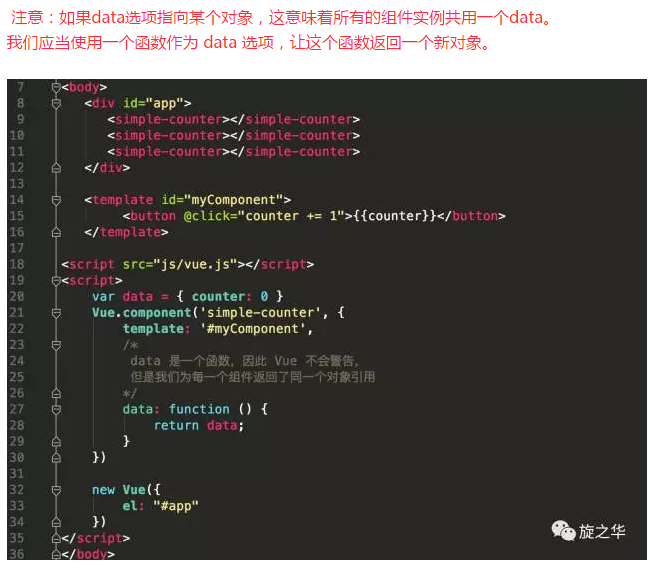 注意：如果data选项指向某个对象，这意味着所有的组件实例共用一个data。
我们应当使用一个函数作为 data 选项，让这个函数返回一个新对象。
7 <body>
8 <div id="app">
9 <simple-counter></simple-counter>
10 <simple-counter></simple-counter>
11 <simple-counter></simple-counter>
12 </div>
13
14 <template id="myComponent">
15 <button @click="counter += 1">{{counter}}</button>
16 </template>
17
18 <script src="js/vue.js"></script>
19 <script>
20 var data = { counter: 0 }
21 Vue.component('simple-counter', {
22 template: '#myComponent',
23 /*
24 data 是一个函数，因此 Vue 不会警告，
25 但是我们为每一个组件返回了同一个对象引用
26 */
27 data: function () {
28 return data;
29 }
30 })
31
32 new Vue({
33 el: "#app"
34 })
35 </script>
36 </body>
旋之华